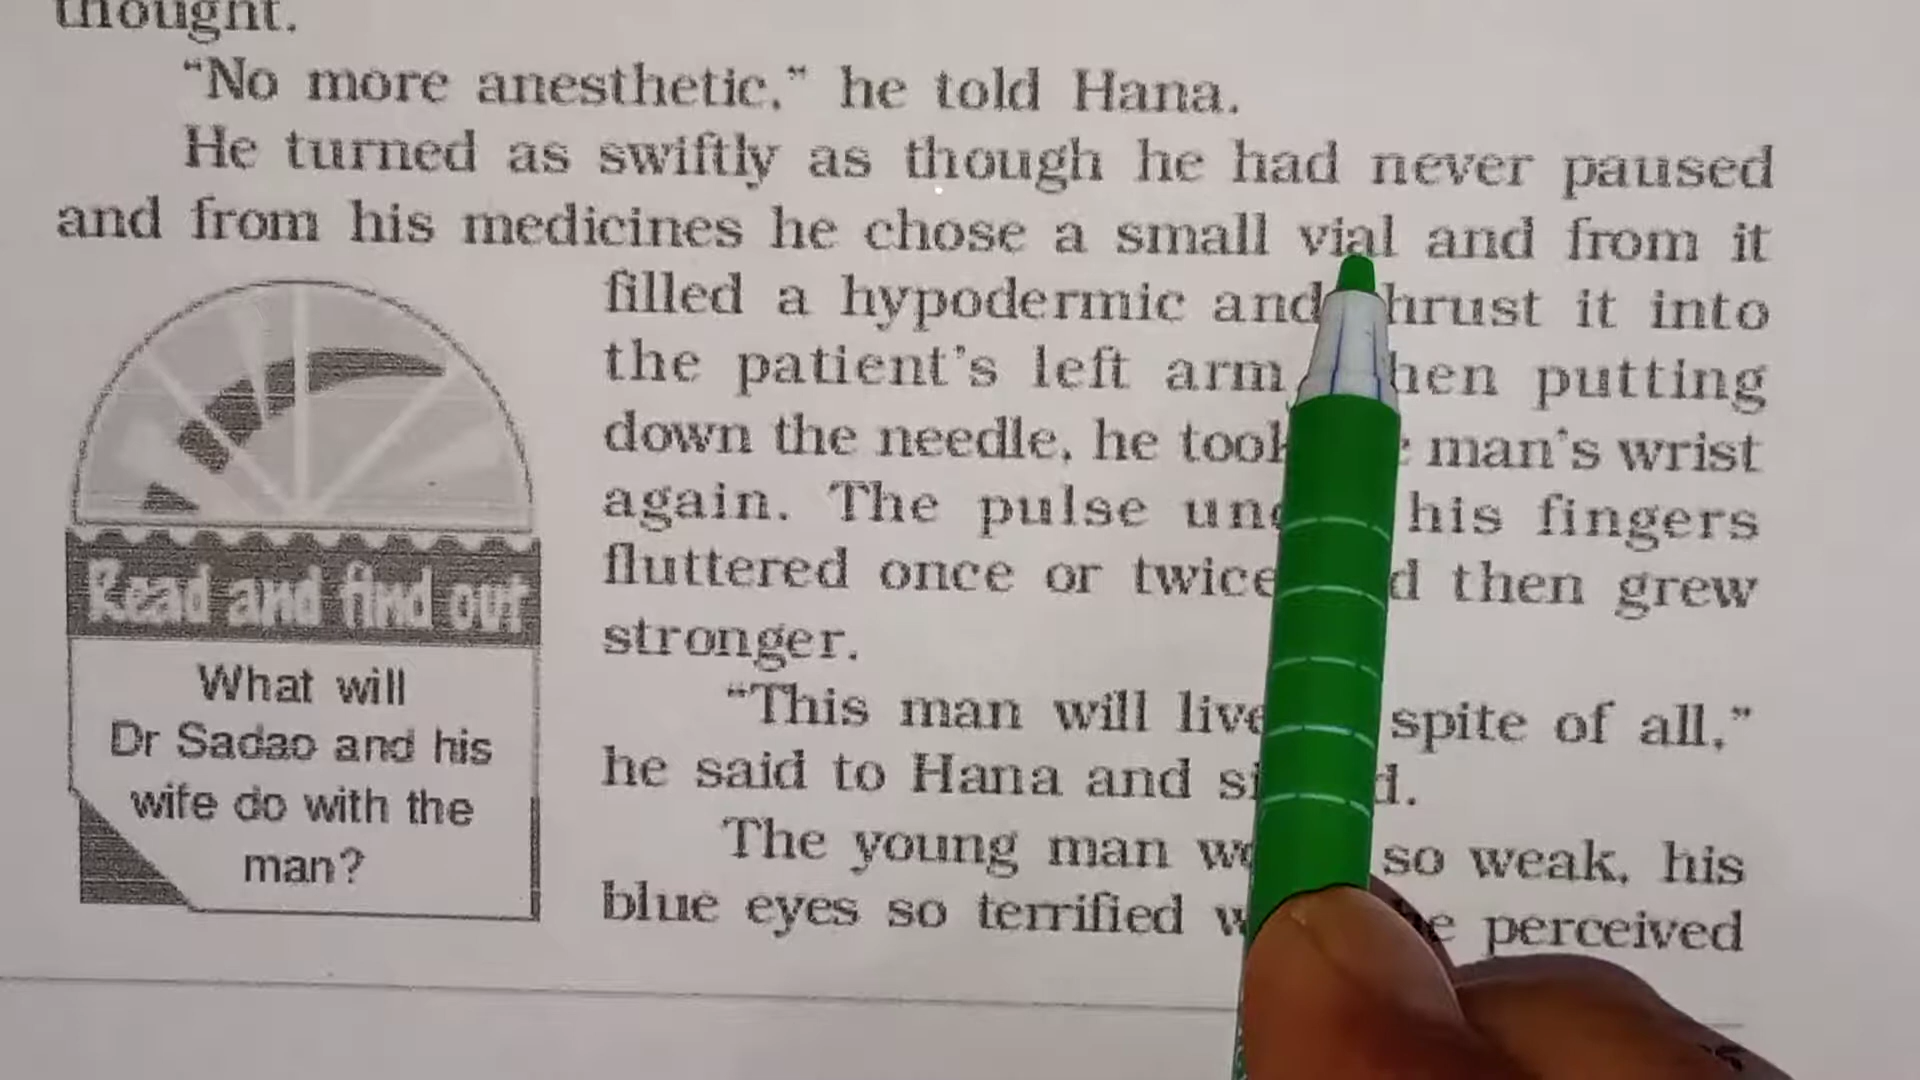 thought.
“No more anesthetic,” he told Hana.
He turned as swiftly as though he had never paused
and from his medicines he chose a small vial and from it
filled a hypodermic and hrust it into
the patient’s left arm hen putting
down the needle, he took man’s wrist
again. The pulse his fingers
fluttered once or twice then grew
stronger.
“This man will live spite of all,”
he said to Hana and
The young man so weak, his
blue eyes so terrified perceived
Read and find out
What will
Dr Sadao and his
wife do with the
man?